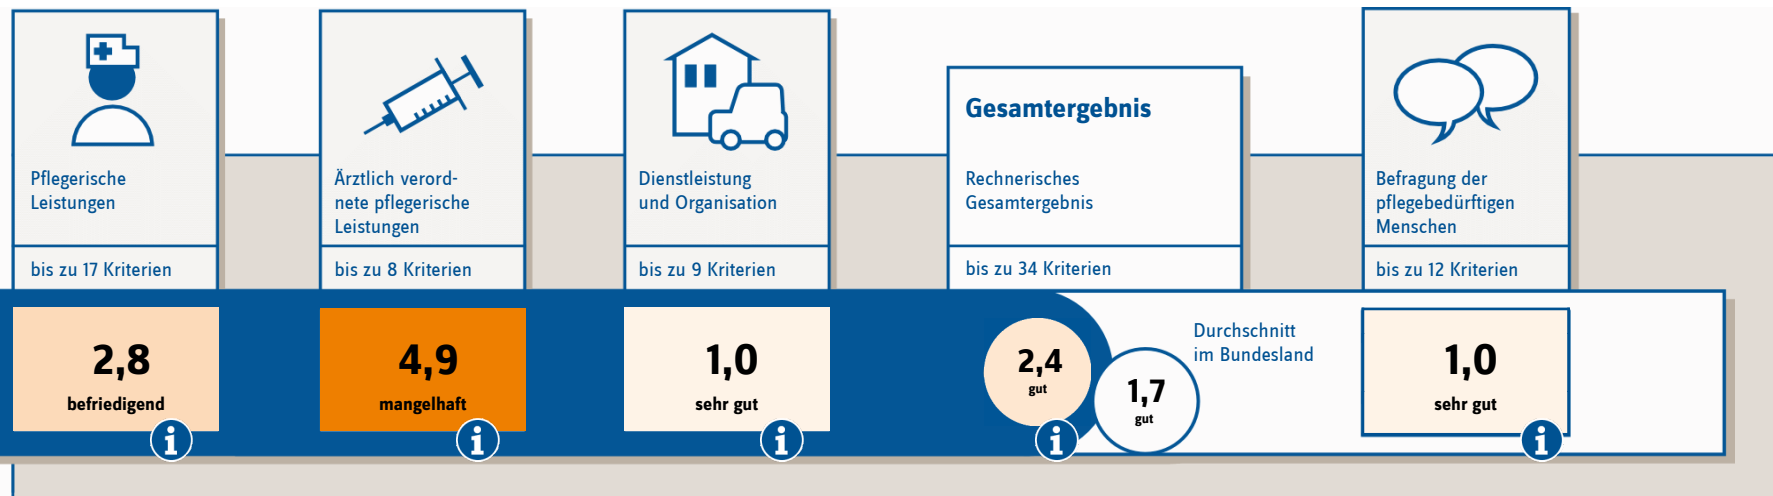 Pflegerische
Leistungen
bis zu 17 Kriterien
2,8
befriedigend
i
Ärztlich verord-
nete pflegerische
Leistungen
bis zu 8 Kriterien
4,9
mangelhaft
i
Dienstleistung
und Organisation
bis zu 9 Kriterien
1,0
sehr gut
i
Gesamtergebnis
Rechnerisches
Gesamtergebnis
bis zu 34 Kriterien
2,4
gut
i
1,7
gut
Durchschnitt
im Bundesland
Befragung der
pflegebedürftigen
Menschen
bis zu 12 Kriterien
1,0
sehr gut
i